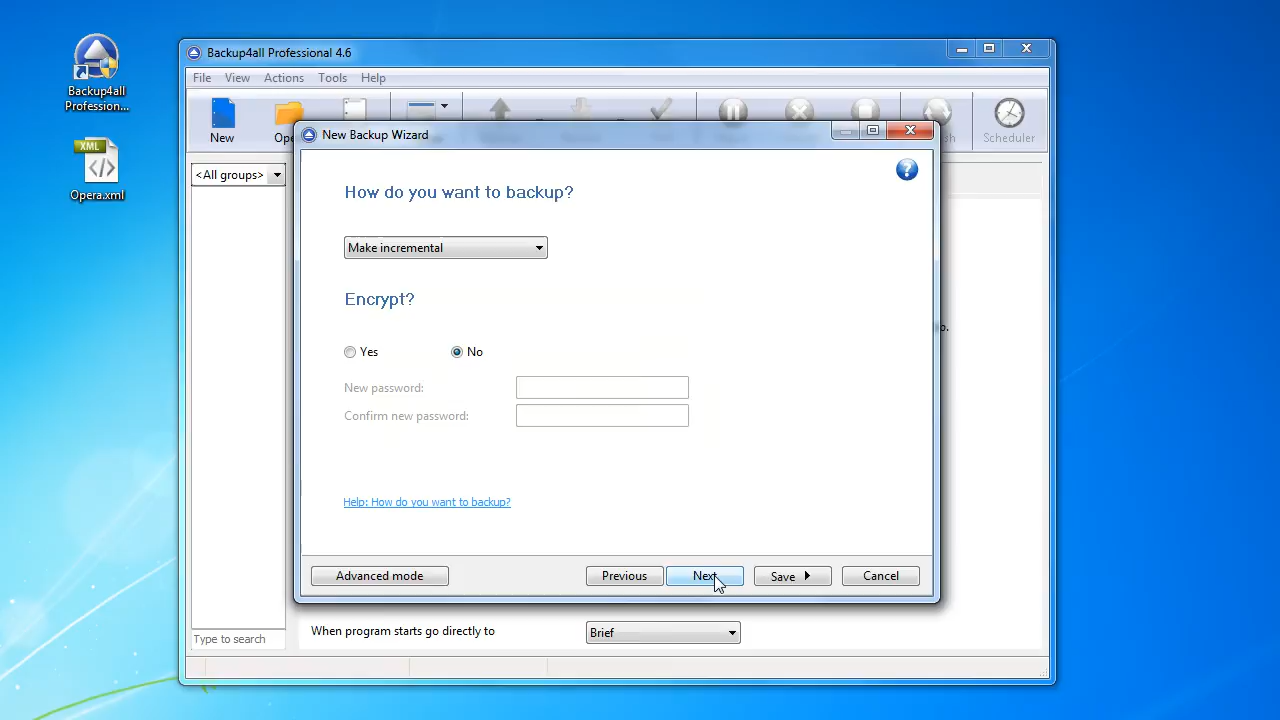 Backup4all Professional 4.6
File View Actions Tools Help
Backup4all
Professional...
New
Scheduler
New Backup Wizard
<All groups>
XML
Opera.xml
How do you want to backup?
Make incremental
Encrypt?
Yes No
New password:
Confirm new password:
Help: How do you want to backup?
Advanced mode Previous Next Save Cancel
When program starts go directly to Brief
Type to search